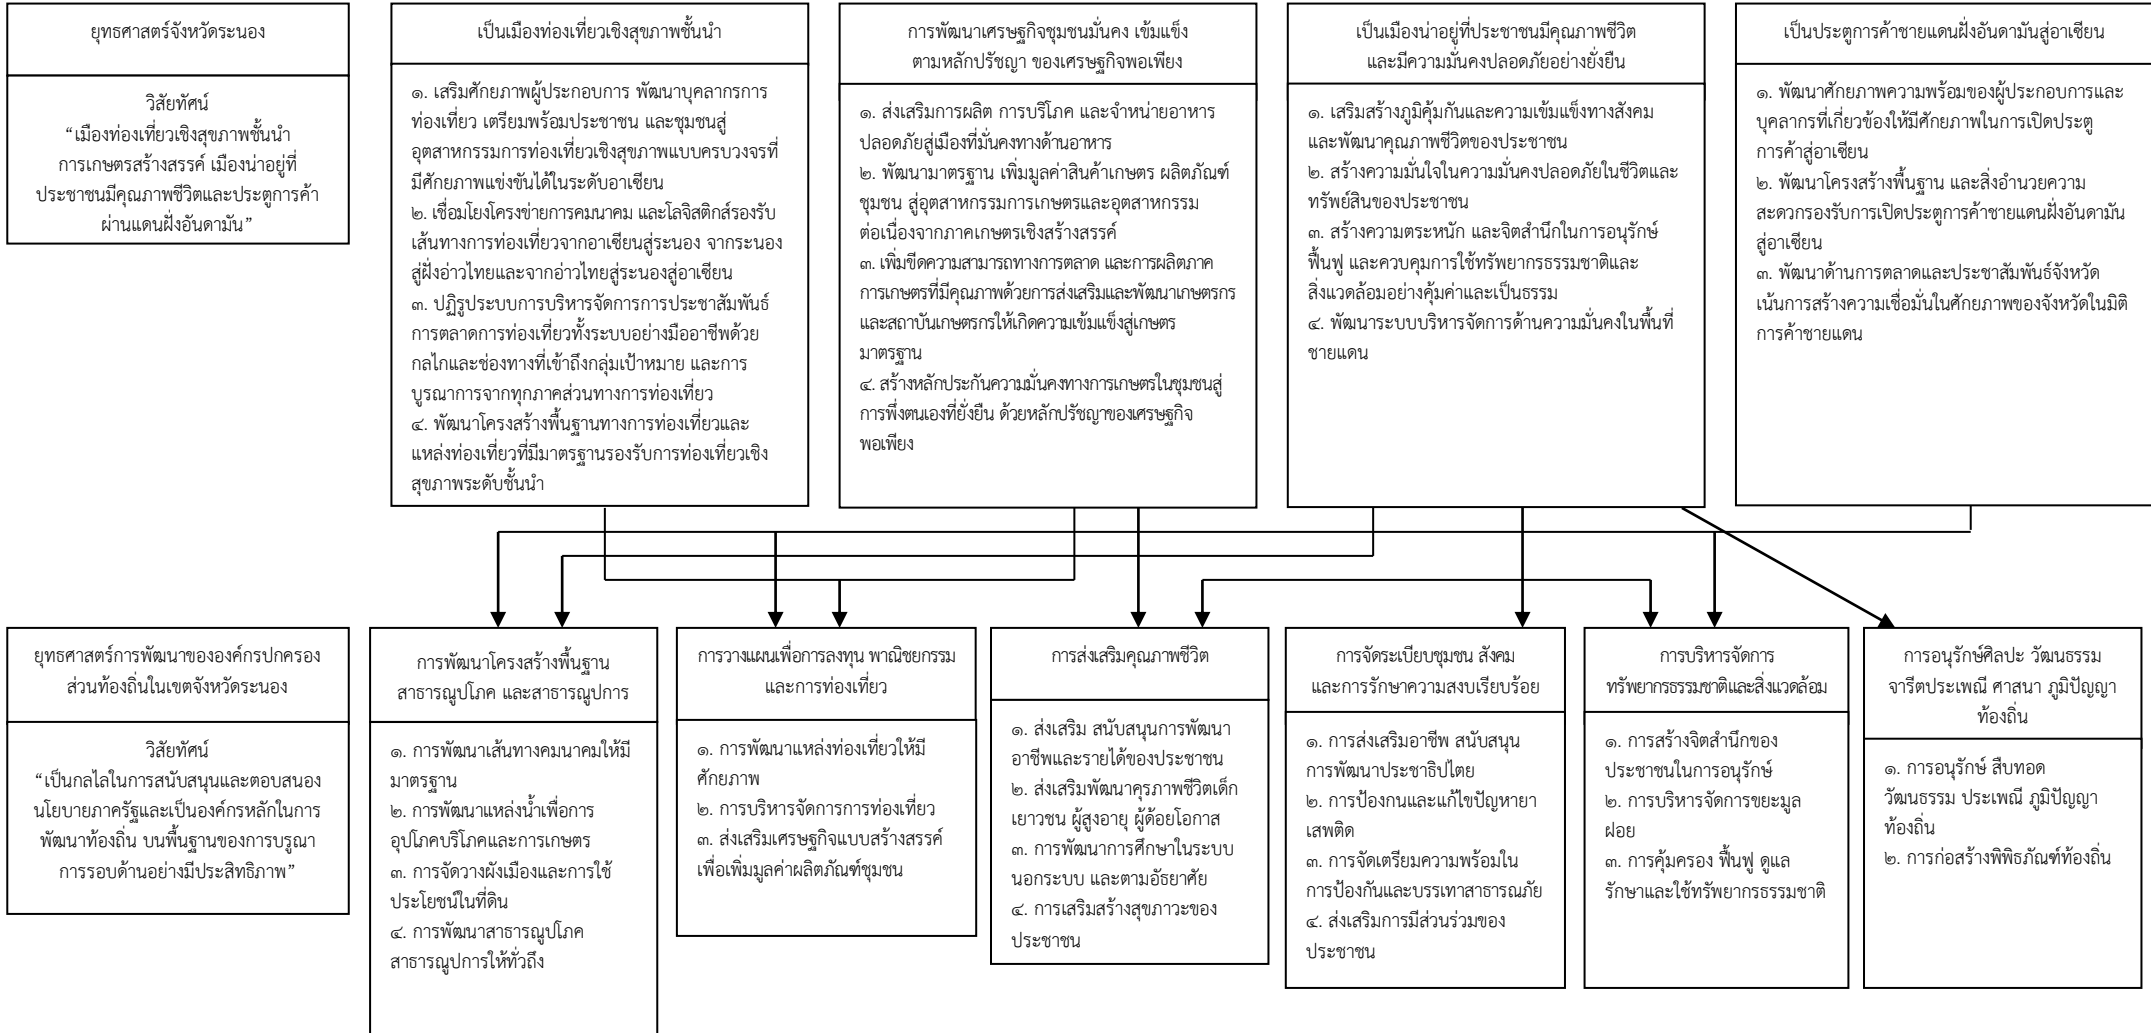 ยุทธศาสตร์จังหวัดระนอง
วิสัยทัศน์
“เมืองท่องเที่ยวเชิงสุขภาพชั้นนำ
การเกษตรสร้างสรรค์ เมืองน่าอยู่ที่
ประชาชนมีคุณภาพชีวิตและประตูการค้า
ผ่านแดนฝั่งอันดามัน”
เป็นเมืองท่องเที่ยวเชิงสุขภาพชั้นนำ
๑. เสริมศักยภาพผู้ประกอบการ พัฒนาบุคลากรการ
ท่องเที่ยว เตรียมพร้อมประชาชน และชุมชนสู่
อุตสาหกรรมการท่องเที่ยวเชิงสุขภาพแบบครบวงจรที่
มีศักยภาพแข่งขันได้ในระดับอาเซียน
๒. เชื่อมโยงโครงข่ายการคมนาคม และโลจิสติกส์รองรับ
เส้นทางการท่องเที่ยวจากอาเซียนสู่ระนอง จากระนอง
สู่ฝั่งอ่าวไทยและจากอ่าวไทยสู่ระนองสู่อาเซียน
๓. ปฏิรูประบบการบริหารจัดการการประชาสัมพันธ์
การตลาดการท่องเที่ยวทั้งระบบอย่างมืออาชีพด้วย
กลไกและช่องทางที่เข้าถึงกลุ่มเป้าหมาย และการ
บูรณาการจากทุกภาคส่วนทางการท่องเที่ยว
๔. พัฒนาโครงสร้างพื้นฐานทางการท่องเที่ยวและ
แหล่งท่องเที่ยวที่มีมาตรฐานรองรับการท่องเที่ยวเชิง
สุขภาพระดับชั้นนำ
การพัฒนาเศรษฐกิจชุมชนมั่นคง เข้มแข็ง
ตามหลักปรัชญา ของเศรษฐกิจพอเพียง
๑. ส่งเสริมการผลิต การบริโภค และจำหน่ายอาหาร
ปลอดภัยสู่เมืองที่มั่นคงทางด้านอาหาร
๒. พัฒนามาตรฐาน เพิ่มมูลค่าสินค้าเกษตร ผลิตภัณฑ์
ชุมชน สู่อุตสาหกรรมการเกษตรและอุตสาหกรรม
ต่อเนื่องจากภาคเกษตรเชิงสร้างสรรค์
๓. เพิ่มขีดความสามารถทางการตลาด และการผลิตภาค
การเกษตรที่มีคุณภาพด้วยการส่งเสริมและพัฒนาเกษตรกร
และสถาบันเกษตรกรให้เกิดความเข้มแข็งสู่เกษตร
มาตรฐาน
๔. สร้างหลักประกันความมั่นคงทางการเกษตรในชุมชนสู่
การพึ่งตนเองที่ยั่งยืน ด้วยหลักปรัชญาของเศรษฐกิจ
พอเพียง
เป็นเมืองน่าอยู่ที่ประชาชนมีคุณภาพชีวิต
และมีความมั่นคงปลอดภัยอย่างยั่งยืน
๑. เสริมสร้างภูมิคุ้มกันและความเข้มแข็งทางสังคม
และพัฒนาคุณภาพชีวิตของประชาชน
๒. สร้างความมั่นใจในความมั่นคงปลอดภัยในชีวิตและ
ทรัพย์สินของประชาชน
๓. สร้างความตระหนัก และจิตสำนึกในการอนุรักษ์
ฟื้นฟู และควบคุมการใช้ทรัพยากรธรรมชาติและ
สิ่งแวดล้อมอย่างคุ้มค่าและเป็นธรรม
๔. พัฒนาระบบบริหารจัดการด้านความมั่นคงในพื้นที่
ชายแดน
เป็นประตูการค้าชายแดนฝั่งอันดามันสู่อาเซียน
๑. พัฒนาศักยภาพความพร้อมของผู้ประกอบการและ
บุคลากรที่เกี่ยวข้องให้มีศักยภาพในการเปิดประตู
การค้าสู่อาเซียน
๒. พัฒนาโครงสร้างพื้นฐาน และสิ่งอำนวยความ
สะดวกรองรับการเปิดประตูการค้าชายแดนฝั่งอันดามัน
สู่อาเซียน
๓. พัฒนาด้านการตลาดและประชาสัมพันธ์จังหวัด
เน้นการสร้างความเชื่อมั่นในศักยภาพของจังหวัดในมิติ
การค้าชายแดน
ยุทธศาสตร์การพัฒนาขององค์กรปกครอง
ส่วนท้องถิ่นในเขตจังหวัดระนอง
วิสัยทัศน์
“เป็นกลไลในการสนับสนุนและตอบสนอง
นโยบายภาครัฐและเป็นองค์กรหลักในการ
พัฒนาท้องถิ่น บนพื้นฐานของการบรูณา
การรอบด้านอย่างมีประสิทธิภาพ”
การพัฒนาโครงสร้างพื้นฐาน
สาธารณูปโภค และสาธารณูปการ
๑. การพัฒนาเส้นทางคมนาคมให้มี
มาตรฐาน
๒. การพัฒนาแหล่งน้ำเพื่อการ
อุปโภคบริโภคและการเกษตร
๓. การจัดวางผังเมืองและการใช้
ประโยชน์ในที่ดิน
๔. การพัฒนาสาธารณูปโภค
สาธารณูปการให้ทั่วถึง
การวางแผนเพื่อการลงทุน พาณิชยกรรม
และการท่องเที่ยว
๑. การพัฒนาแหล่งท่องเที่ยวให้มี
ศักยภาพ
๒. การบริหารจัดการการท่องเที่ยว
๓. ส่งเสริมเศรษฐกิจแบบสร้างสรรค์
เพื่อเพิ่มมูลค่าผลิตภัณฑ์ชุมชน
การส่งเสริมคุณภาพชีวิต
๑. ส่งเสริม สนับสนุนการพัฒนา
อาชีพและรายได้ของประชาชน
๒. ส่งเสริมพัฒนาคุรภาพชีวิตเด็ก
เยาวชน ผู้สูงอายุ ผู้ด้อยโอกาส
๓. การพัฒนาการศึกษาในระบบ
นอกระบบ และตามอัธยาศัย
๔. การเสริมสร้างสุขภาวะของ
ประชาชน
การจัดระเบียบชุมชน สังคม
และการรักษาความสงบเรียบร้อย
๑. การส่งเสริมอาชีพ สนับสนุน
การพัฒนาประชาธิปไตย
๒. การป้องกนและแก้ไขปัญหายา
เสพติด
๓. การจัดเตรียมความพร้อมใน
การป้องกันและบรรเทาสาธารณภัย
๔. ส่งเสริมการมีส่วนร่วมของ
ประชาชน
การบริหารจัดการ
ทรัพยากรธรรมชาติและสิ่งแวดล้อม
๑. การสร้างจิตสำนึกของ
ประชาชนในการอนุรักษ์
๒. การบริหารจัดการขยะมูล
ฝอย
๓. การคุ้มครอง ฟื้นฟู ดูแล
รักษาและใช้ทรัพยากรธรรมชาติ
การอนุรักษ์ศิลปะ วัฒนธรรม
จารีตประเพณี ศาสนา ภูมิปัญญา
ท้องถิ่น
๑. การอนุรักษ์ สืบทอด
วัฒนธรรม ประเพณี ภูมิปัญญา
ท้องถิ่น
๒. การก่อสร้างพิพิธภัณฑ์ท้องถิ่น